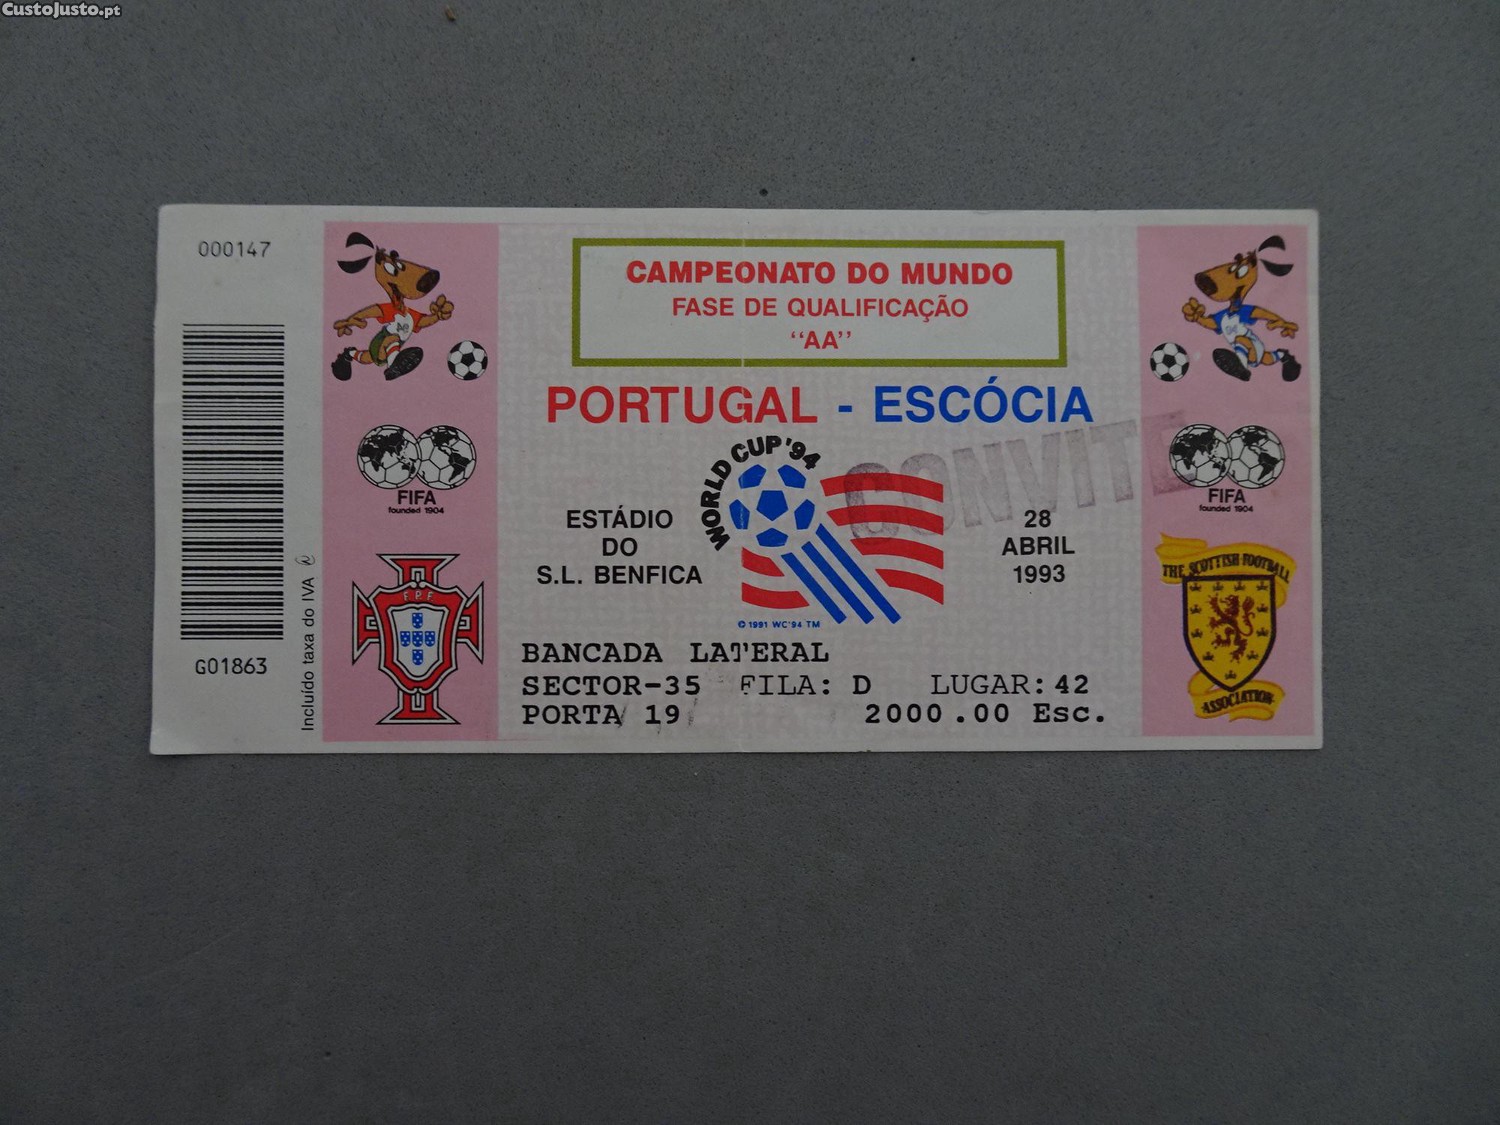 CustoJusto.pt
000147
G01863
Incluído taxa do IVA
CAMPEONATO DO MUNDO
FASE DE QUALIFICAÇÃO
"AA"
PORTUGAL - ESCÓCIA
CONVITE
WORLD CUP '94
ESTÁDIO
DO
S.L. BENFICA
28
ABRIL
1993
© 1991 WC'94 TM
BANCADA LATERAL
SECTOR-35 FILA: D LUGAR: 42
PORTA 19 2000.00 Esc.
94
FIFA
founded 1904
F.P.F
94
FIFA
founded 1904
THE SCOTTISH FOOTBALL
ASSOCIATION